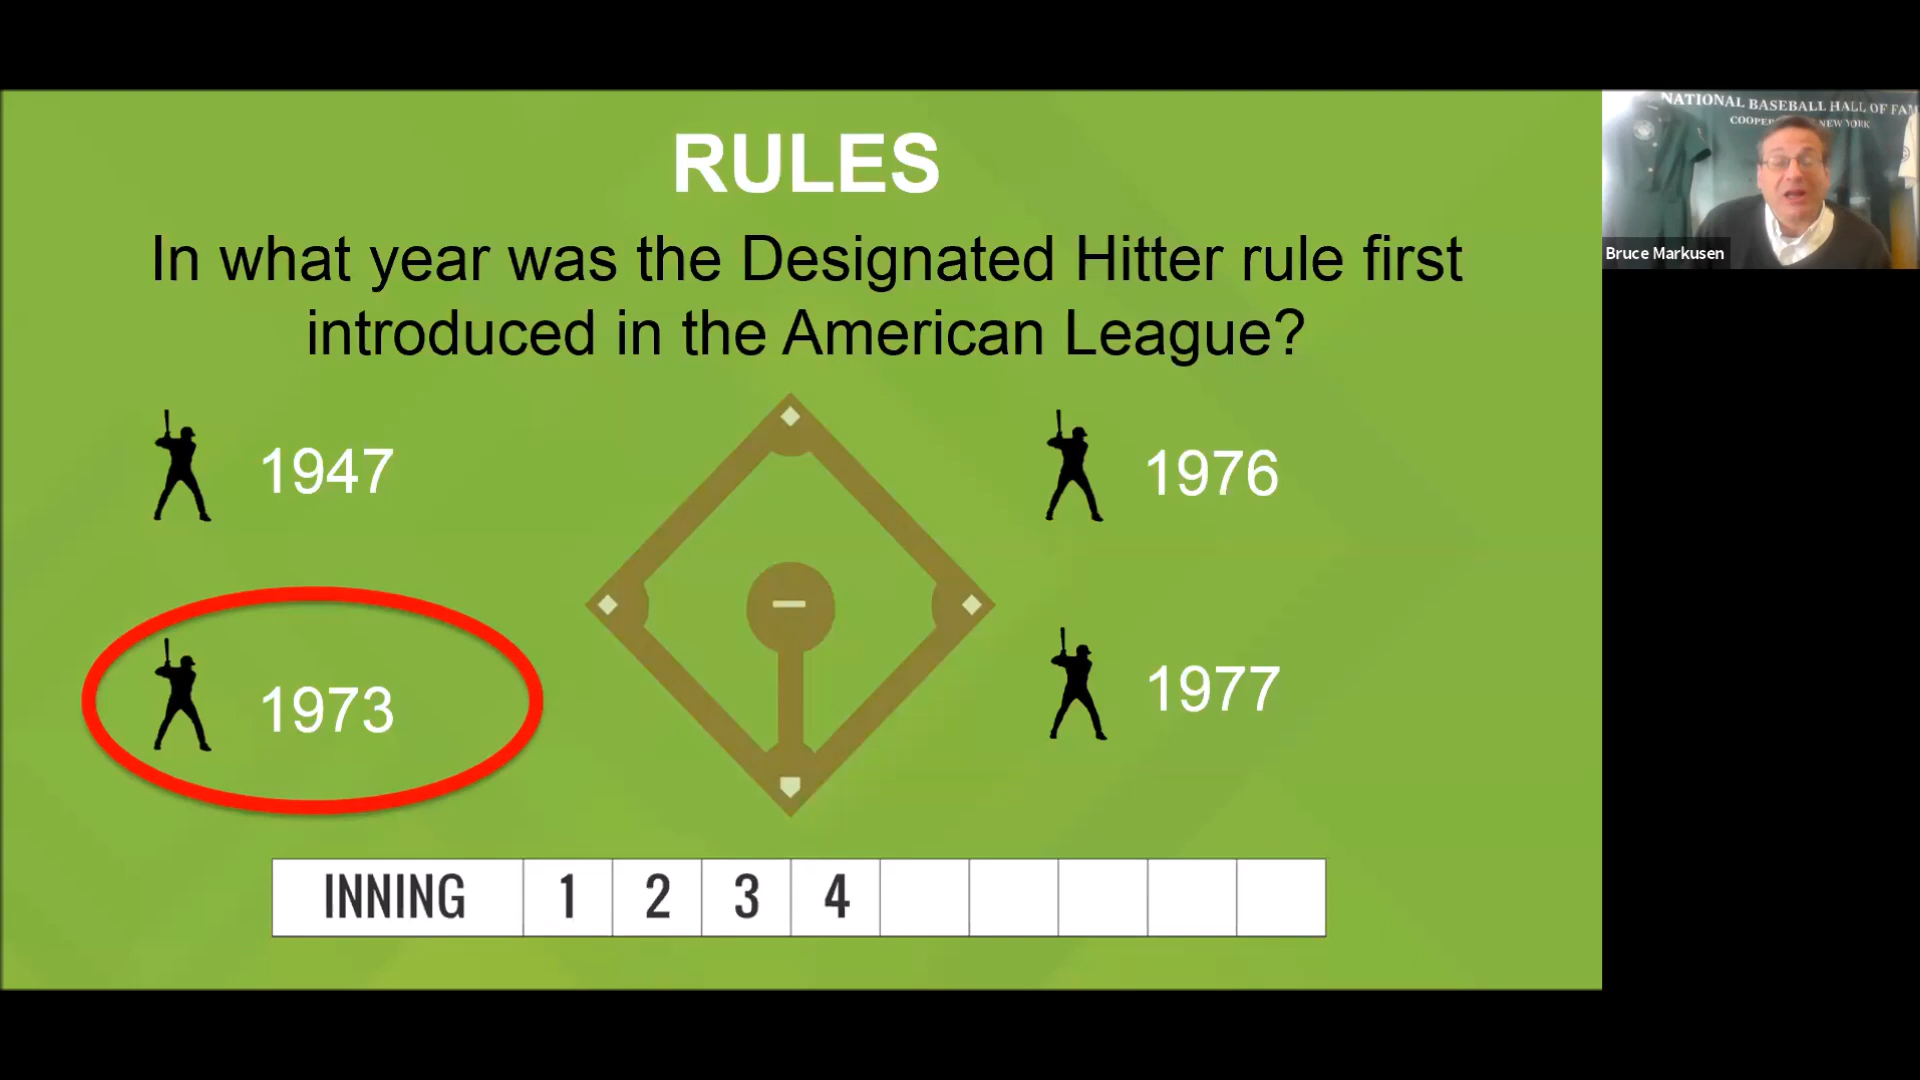 RULES
In what year was the Designated Hitter rule first
introduced in the American League?
1947
1976
1973
1977
INNING 1 2 3 4
NATIONAL BASEBALL HALL OF FAM
NEW YORK
Bruce Markusen